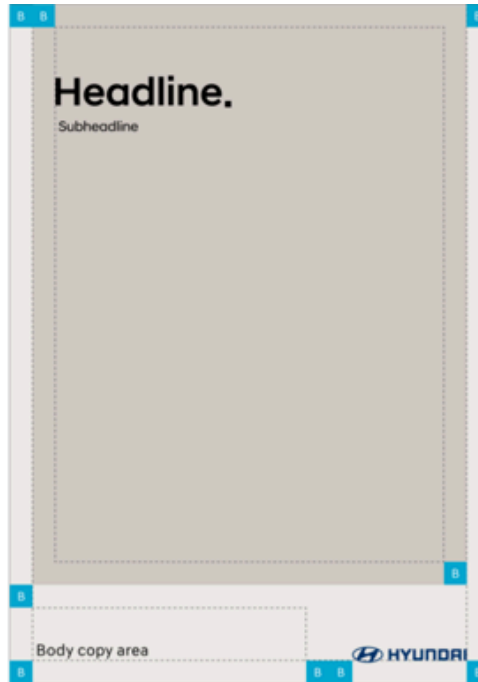 B B B
Headline.
Subheadline
B
B
Body copy area
HYUNDAI
B B B B